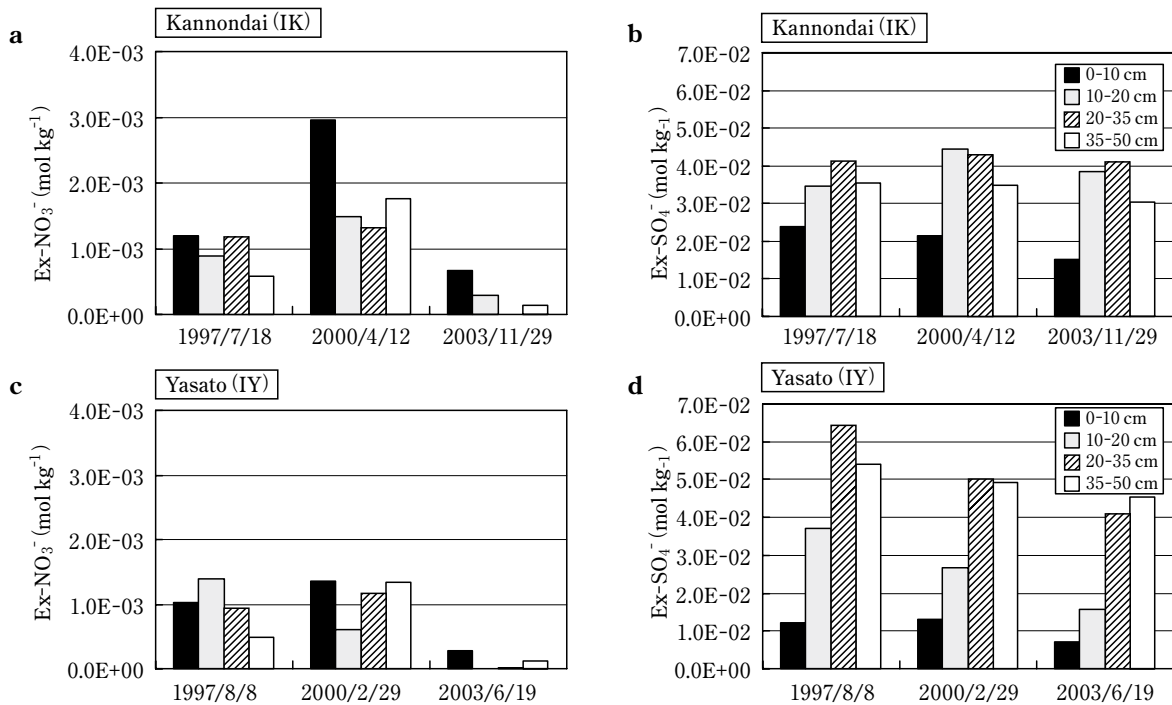 a
Kannondai (IK)
Ex-NO3- (mol kg-1)
4.0E-03
3.0E-03
2.0E-03
1.0E-03
0.0E+00
1997/7/18
2000/4/12
2003/11/29
b
Kannondai (IK)
Ex-SO4- (mol kg-1)
7.0E-02
6.0E-02
5.0E-02
4.0E-02
3.0E-02
2.0E-02
1.0E-02
0.0E+00
0-10 cm
10-20 cm
20-35 cm
35-50 cm
1997/7/18
2000/4/12
2003/11/29
c
Yasato (IY)
Ex-NO3- (mol kg-1)
4.0E-03
3.0E-03
2.0E-03
1.0E-03
0.0E+00
1997/8/8
2000/2/29
2003/6/19
d
Yasato (IY)
Ex-SO4- (mol kg-1)
7.0E-02
6.0E-02
5.0E-02
4.0E-02
3.0E-02
2.0E-02
1.0E-02
0.0E+00
0-10 cm
10-20 cm
20-35 cm
35-50 cm
1997/8/8
2000/2/29
2003/6/19